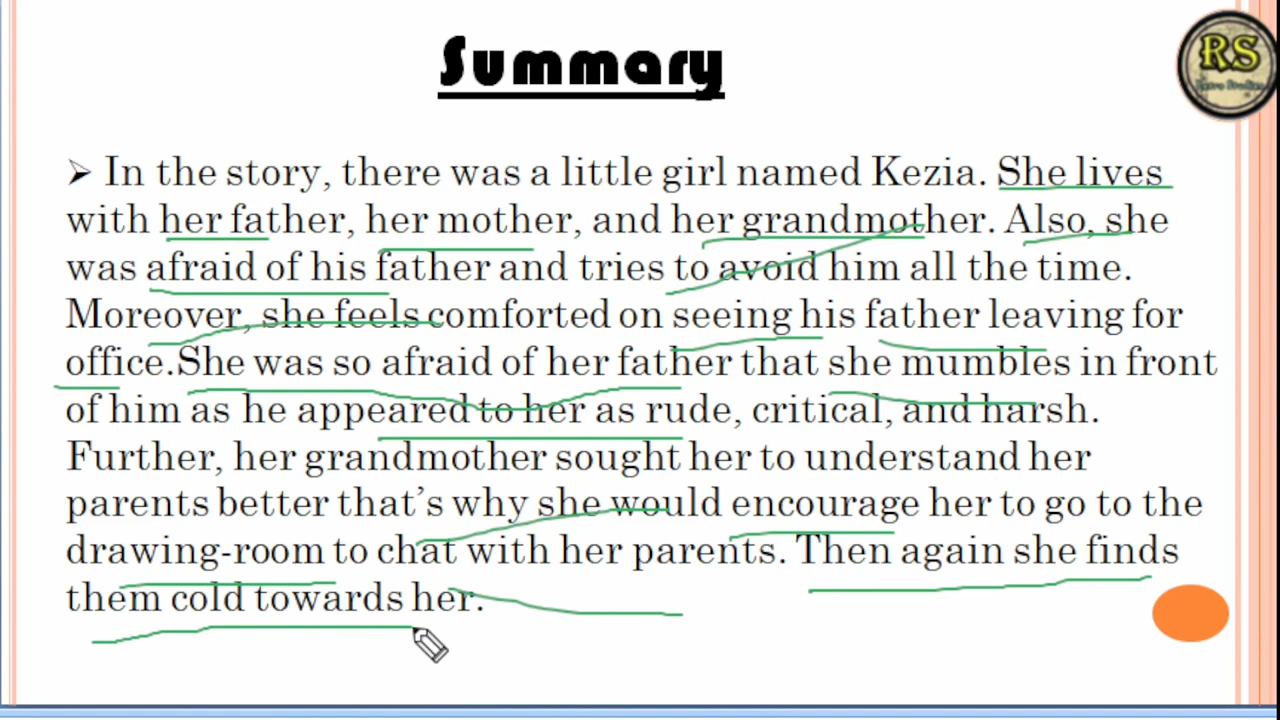 Summary
RS
➢ In the story, there was a little girl named Kezia. She lives
with her father, her mother, and her grandmother. Also, she
was afraid of his father and tries to avoid him all the time.
Moreover, she feels comforted on seeing his father leaving for
office.She was so afraid of her father that she mumbles in front
of him as he appeared to her as rude, critical, and harsh.
Further, her grandmother sought her to understand her
parents better that’s why she would encourage her to go to the
drawing-room to chat with her parents. Then again she finds
them cold towards her.